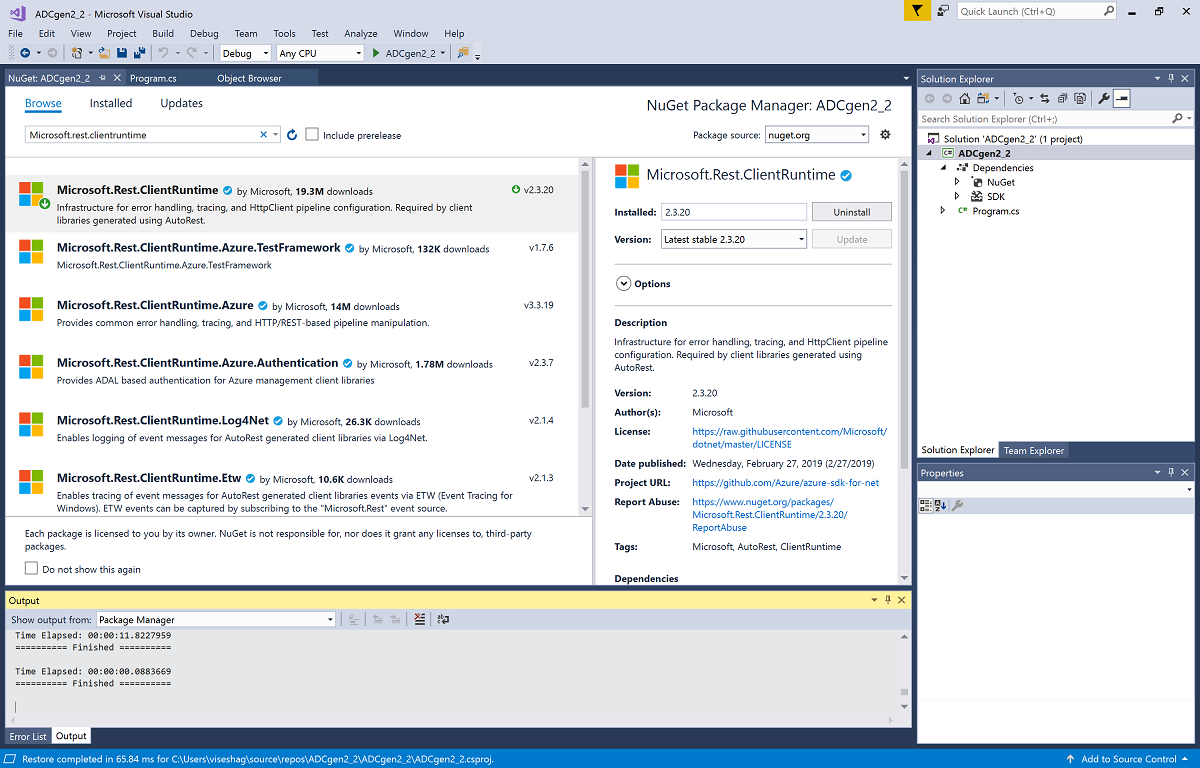 ADCgen2_2 - Microsoft Visual Studio
Quick Launch (Ctrl+Q)
File Edit View Project Build Debug Team Tools Test Analyze Window Help
Debug Any CPU ADCgen2_2
NuGet: ADCgen2_2 Program.cs Object Browser
Browse Installed Updates
NuGet Package Manager: ADCgen2_2
Microsoft.rest.clientruntime
Include prerelease
Package source: nuget.org
Microsoft.Rest.ClientRuntime by Microsoft, 19.3M downloads v2.3.20
Infrastructure for error handling, tracing, and HttpClient pipeline configuration. Required by client
libraries generated using AutoRest.
Microsoft.Rest.ClientRuntime.Azure.TestFramework by Microsoft, 132K downloads v1.7.6
Microsoft.Rest.ClientRuntime.Azure.TestFramework
Microsoft.Rest.ClientRuntime.Azure by Microsoft, 14M downloads v3.3.19
Provides common error handling, tracing, and HTTP/REST-based pipeline manipulation.
Microsoft.Rest.ClientRuntime.Azure.Authentication by Microsoft, 1.78M downloads v2.3.7
Provides ADAL based authentication for Azure management client libraries
Microsoft.Rest.ClientRuntime.Log4Net by Microsoft, 26.3K downloads v2.1.4
Enables logging of event messages for AutoRest generated client libraries via Log4Net.
Microsoft.Rest.ClientRuntime.Etw by Microsoft, 10.6K downloads v2.1.3
Enables tracing of event messages for AutoRest generated client libraries events via ETW (Event Tracing for
Windows). ETW events can be captured by subscribing to the "Microsoft.Rest" event source.
Each package is licensed to you by its owner. NuGet is not responsible for, nor does it grant any licenses to, third-party
packages.
Do not show this again
Microsoft.Rest.ClientRuntime
Installed: 2.3.20 Uninstall
Version: Latest stable 2.3.20 Update
Options
Description
Infrastructure for error handling, tracing, and HttpClient pipeline
configuration. Required by client libraries generated using
AutoRest.
Version: 2.3.20
Author(s): Microsoft
License: https://raw.githubusercontent.com/Microsoft/
dotnet/master/LICENSE
Date published: Wednesday, February 27, 2019 (2/27/2019)
Project URL: https://github.com/Azure/azure-sdk-for-net
Report Abuse: https://www.nuget.org/packages/
Microsoft.Rest.ClientRuntime/2.3.20/
ReportAbuse
Tags: Microsoft, AutoRest, ClientRuntime
Dependencies
Solution Explorer
Search Solution Explorer (Ctrl+;)
Solution 'ADCgen2_2' (1 project)
C# ADCgen2_2
Dependencies
NuGet
SDK
C# Program.cs
Solution Explorer Team Explorer
Properties
Output
Show output from: Package Manager
Time Elapsed: 00:00:11.8227959
========== Finished ==========
Time Elapsed: 00:00:00.0883669
========== Finished ==========
Error List Output
Restore completed in 65.84 ms for C:\Users\viseshag\source\repos\ADCgen2_2\ADCgen2_2\ADCgen2_2.csproj.
Add to Source Control